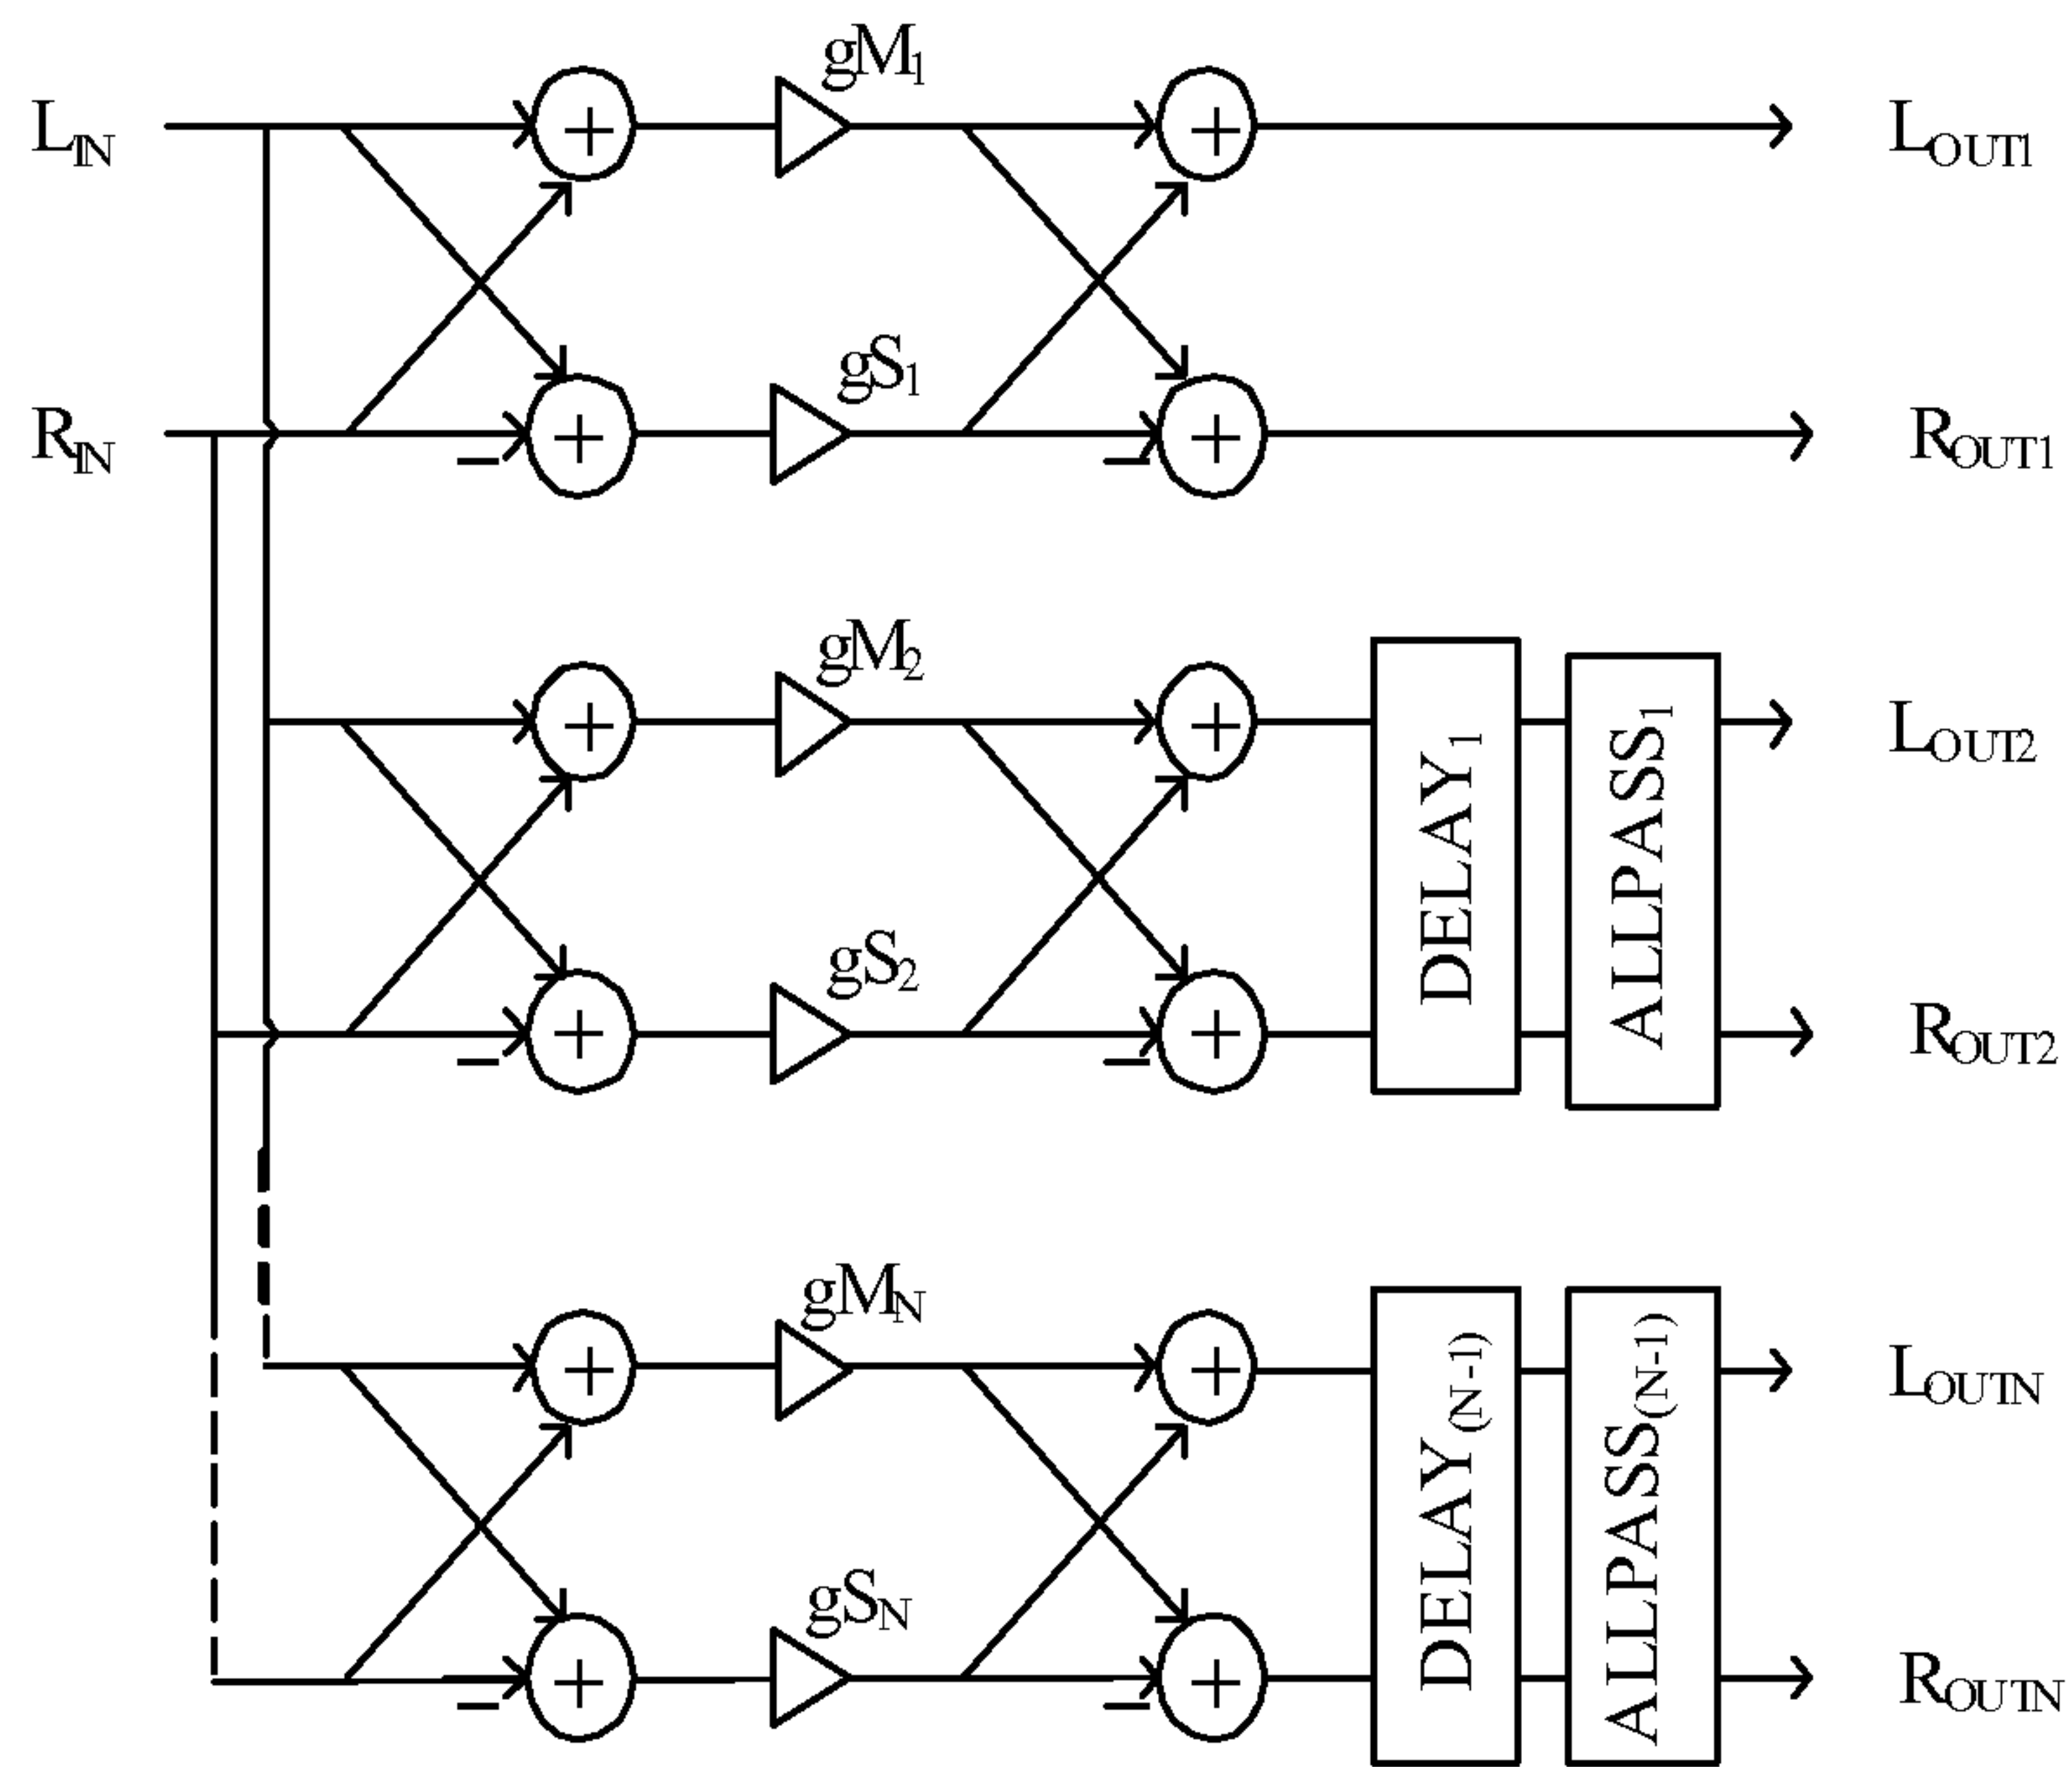 gM1
LIN
LOUT1
gS1
RIN
ROUT1
gM2
LOUT2
DELAY1
ALLPASS1
gS2
ROUT2
gMN
LOUTN
DELAY(N-1)
ALLPASS(N-1)
gSN
ROUTN